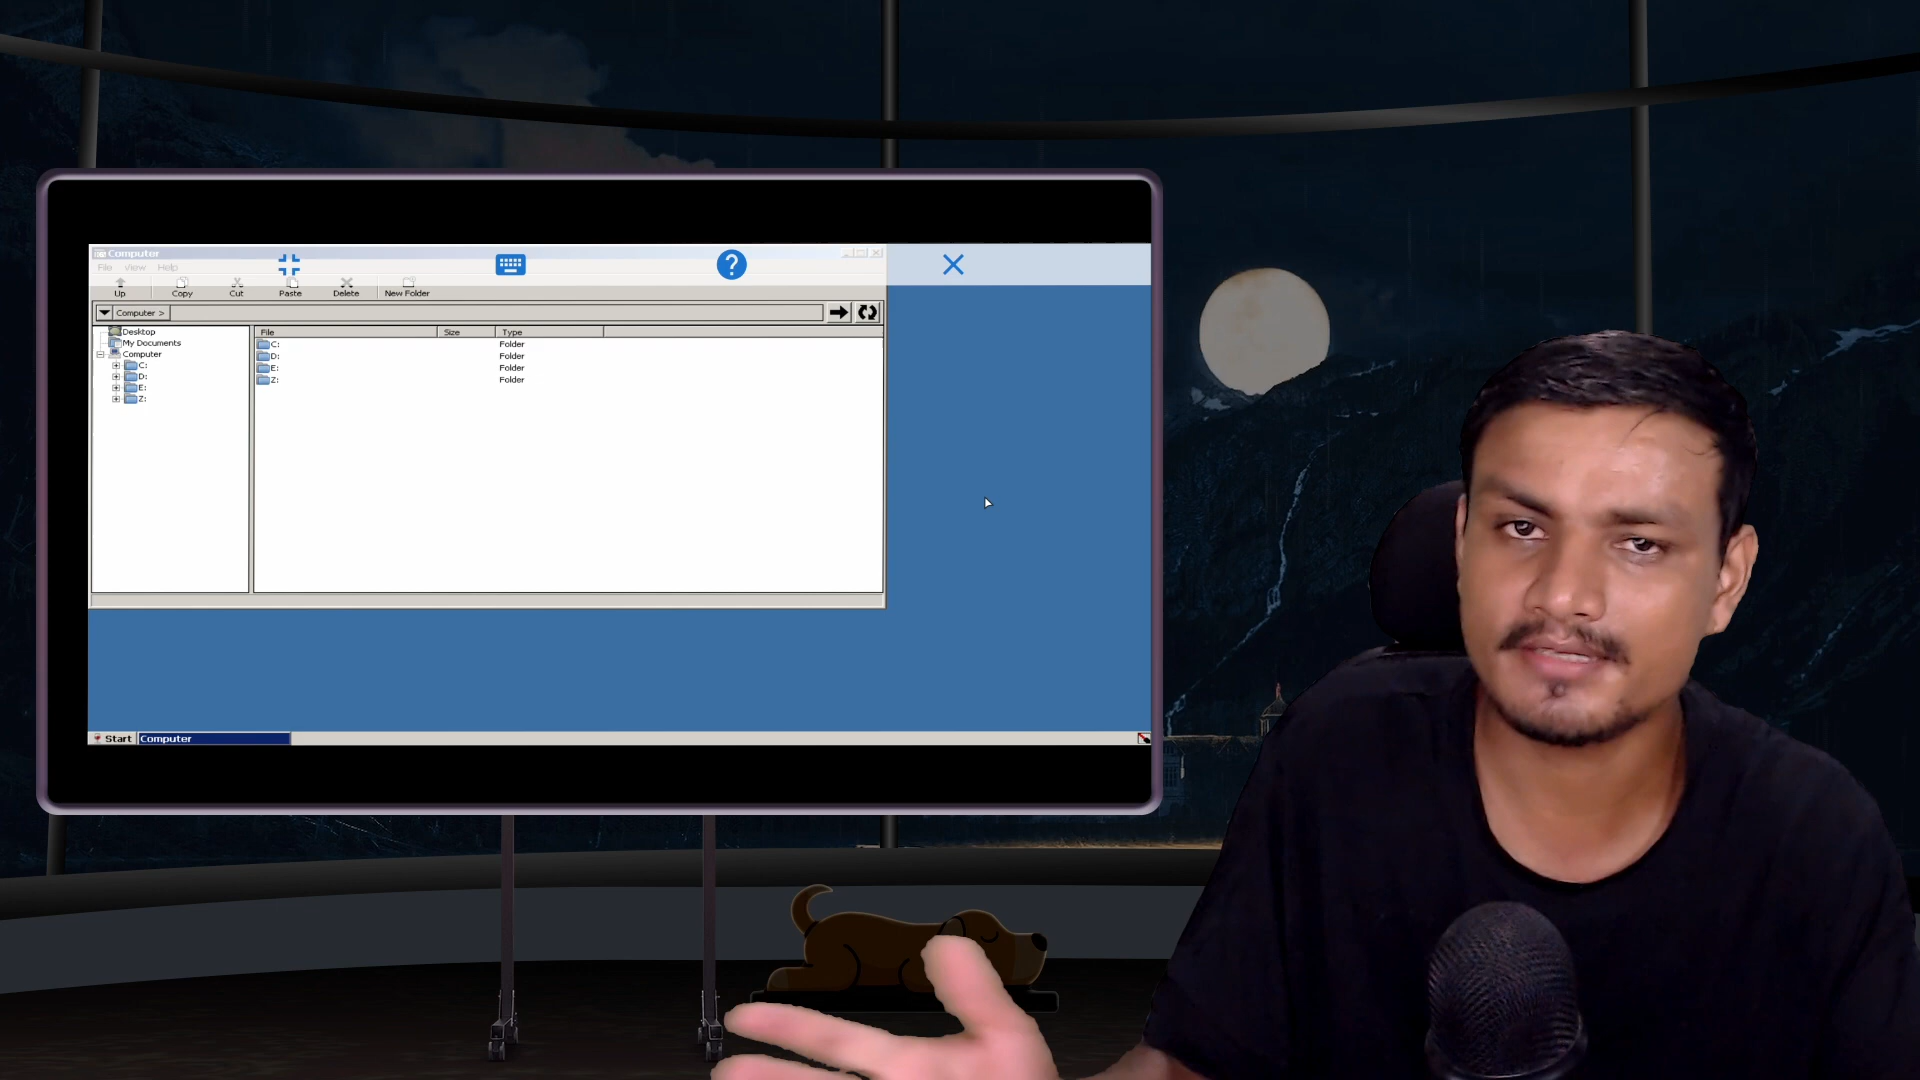 Computer
File View Help
?
Up Copy Cut Paste Delete New Folder
Computer >
Desktop
My Documents
Computer
C:
D:
E:
Z:
File Size Type
C: Folder
D: Folder
E: Folder
Z: Folder
Start Computer